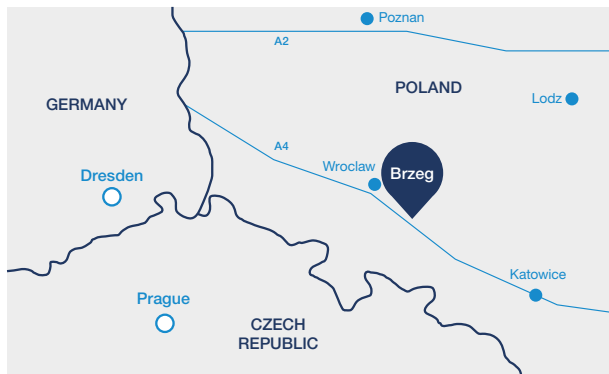 Poznan
A2
POLAND
GERMANY
Lodz
A4
Wroclaw
Brzeg
Dresden
Katowice
Prague
CZECH
REPUBLIC